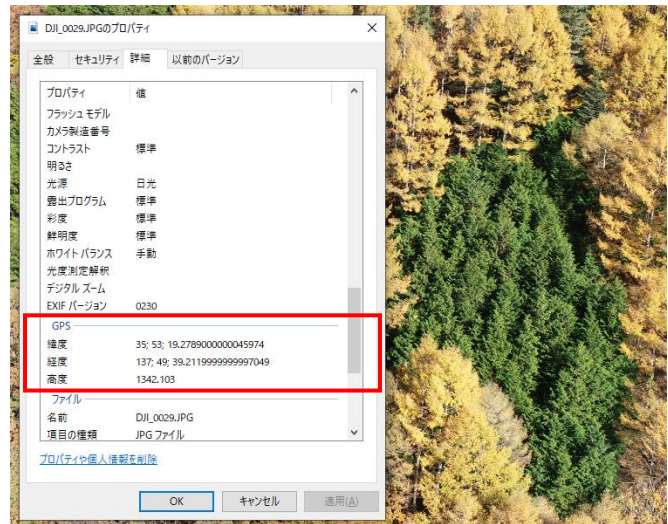 DJI_0029.JPGのプロパティ
全般 セキュリティ 詳細 以前のバージョン
プロパティ 値
フラッシュ モデル
カメラ製造番号
コントラスト 標準
明るさ
光源 日光
露出プログラム 標準
彩度 標準
鮮明度 標準
ホワイト バランス 手動
光度測定解釈
デジタル ズーム
EXIF バージョン 0230
GPS
緯度 35; 53; 19.2789000000045974
経度 137; 49; 39.2119999999997049
高度 1342.103
ファイル
名前 DJI_0029.JPG
項目の種類 JPG ファイル
プロパティや個人情報を削除
OK キャンセル 適用(A)